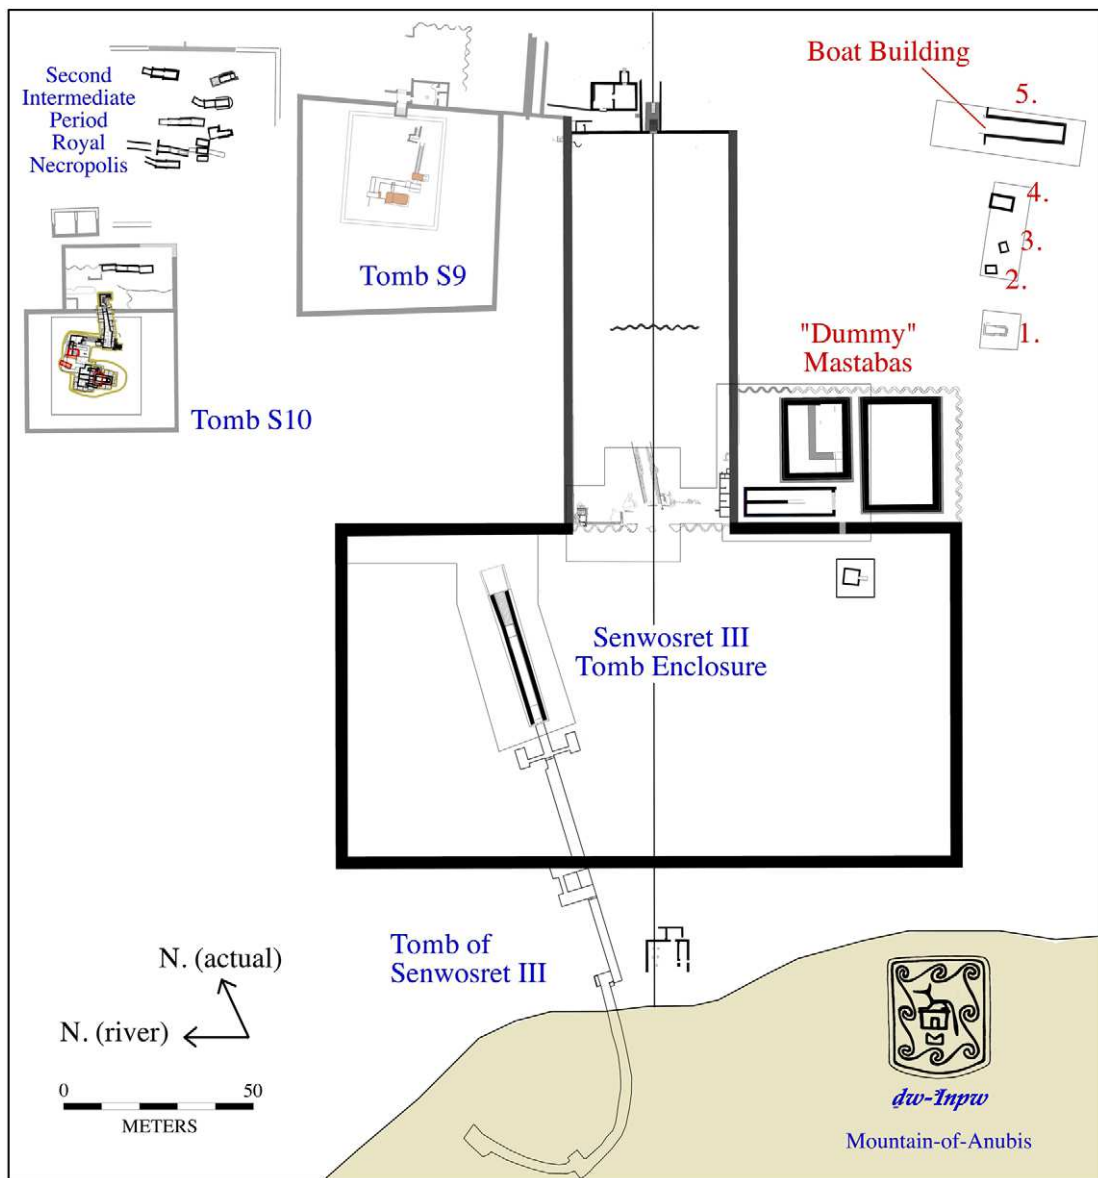 Second
Intermediate
Period
Royal
Necropolis
Boat Building
5.
4.
3.
2.
1.
Tomb S9
"Dummy"
Mastabas
Tomb S10
Senwosret III
Tomb Enclosure
Tomb of
Senwosret III
N. (actual)
N. (river)
0 50
METERS
ḏw-Ỉnpw
Mountain-of-Anubis